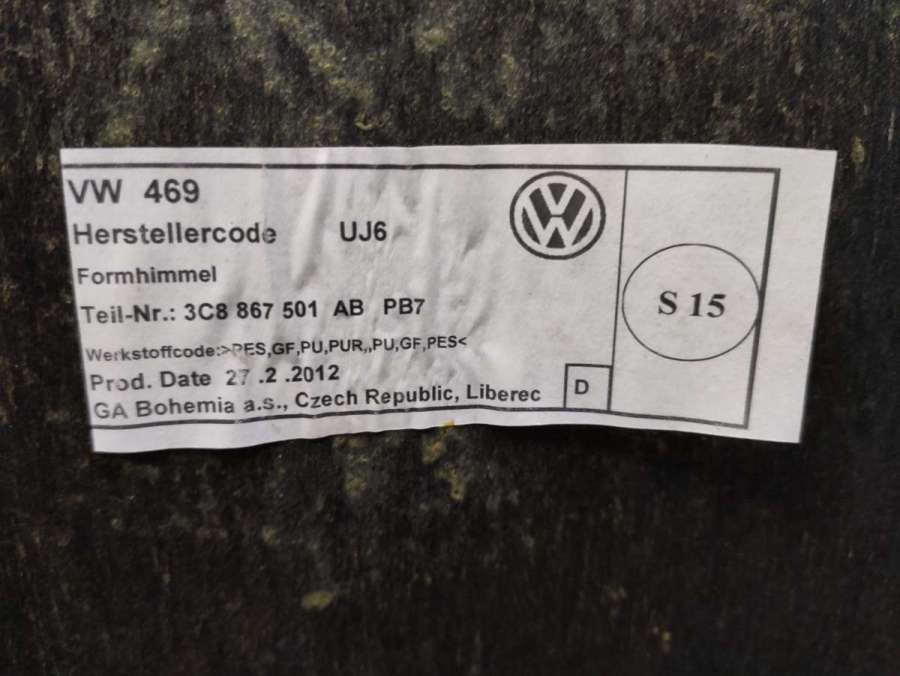 VW 469
Herstellercode UJ6
Formhimmel
Teil-Nr.: 3C8 867 501 AB PB7
Werkstoffcode:>PES,GF,PU,PUR,,PU,GF,PES<
Prod. Date 27 .2 .2012
GA Bohemia a.s., Czech Republic, Liberec
D
VW
S 15